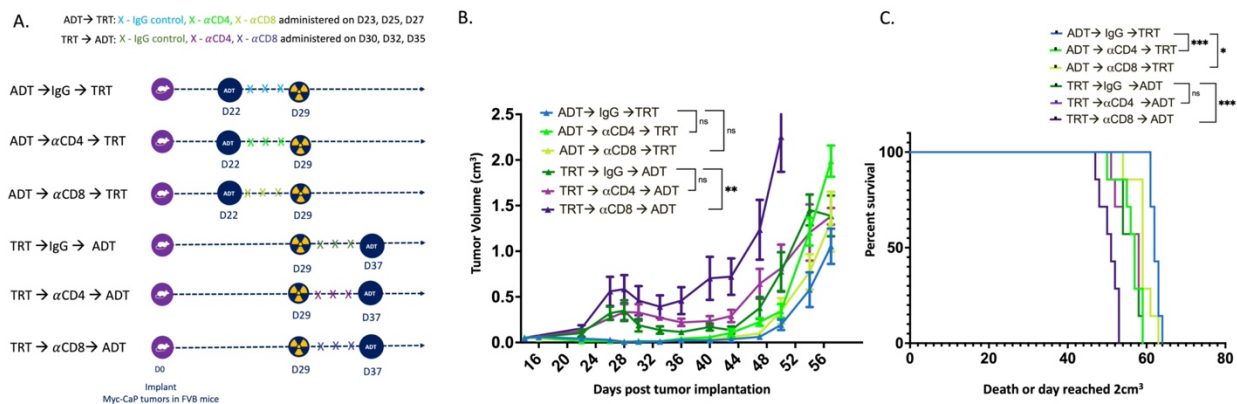 A.
ADT→ TRT: X - IgG control, X - αCD4, X - αCD8 administered on D23, D25, D27
TRT → ADT: X - IgG control, X - αCD4, X - αCD8 administered on D30, D32, D35
ADT →IgG → TRT
ADT
X X X
D22
D29
ADT →αCD4 → TRT
ADT
X X X
D22
D29
ADT → αCD8 → TRT
ADT
X X X
D22
D29
TRT →IgG → ADT
X X X
ADT
D29
D37
TRT → αCD4 → ADT
X X X
ADT
D29
D37
TRT → αCD8→ ADT
X X X
ADT
D0
D29
D37
Implant
Myc-CaP tumors in FVB mice
B.
ADT→ IgG →TRT
ADT → αCD4 → TRT
ADT → αCD8 →TRT
TRT → IgG →ADT
TRT → αCD4 → ADT
TRT→ αCD8 → ADT
ns
ns
ns
**
Tumor Volume (cm³)
2.5
2.0
1.5
1.0
0.5
0.0
16 20 24 28 32 36 40 44 48 52 56
Days post tumor implantation
C.
ADT→ IgG →TRT
ADT → αCD4 → TRT
ADT → αCD8 →TRT
TRT →IgG →ADT
TRT →αCD4 →ADT
TRT→ αCD8 → ADT
***
*
ns
***
Percent survival
100
50
0
0 20 40 60 80
Death or day reached 2cm³